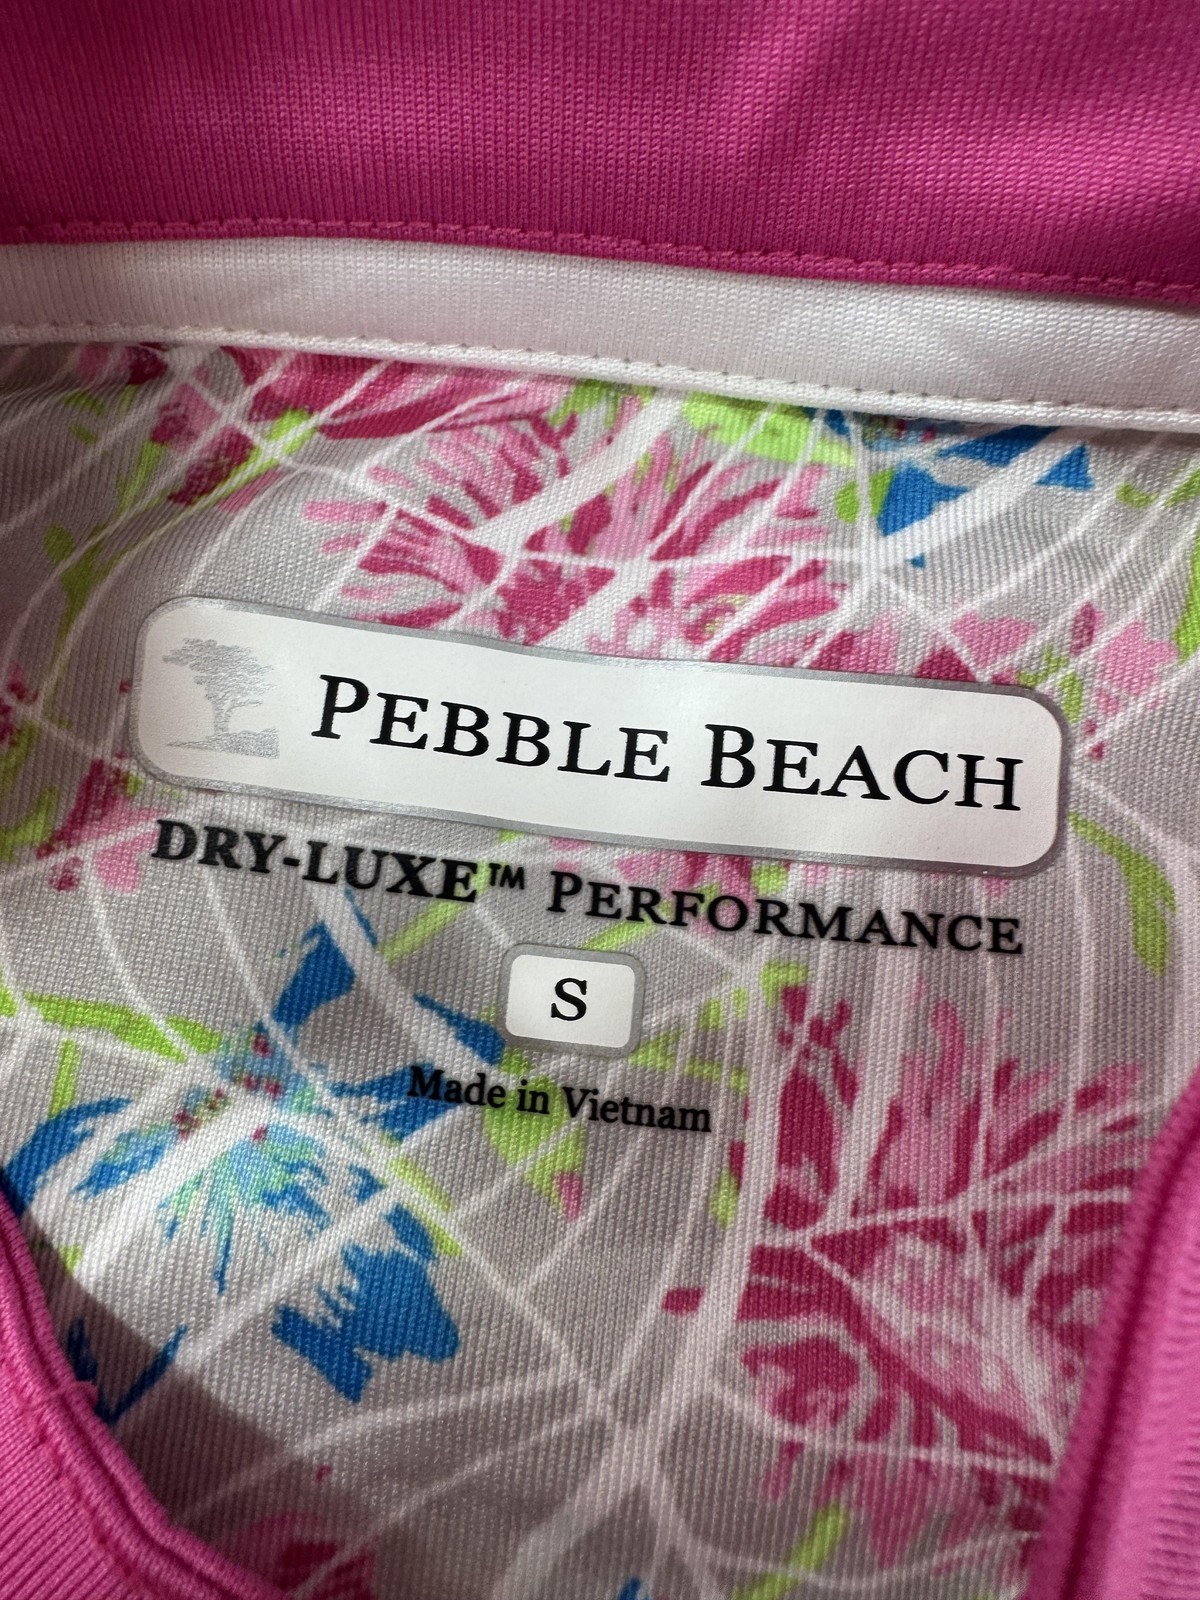 PEBBLE BEACH
DRY-LUXE™ PERFORMANCE
S
Made in Vietnam